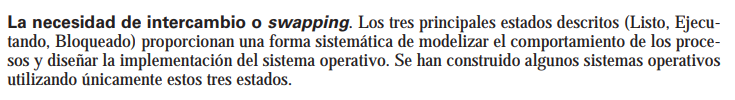 La necesidad de intercambio o swapping. Los tres principales estados descritos (Listo, Ejecu-
tando, Bloqueado) proporcionan una forma sistemática de modelizar el comportamiento de los proce-
sos y diseñar la implementación del sistema operativo. Se han construido algunos sistemas operativos
utilizando únicamente estos tres estados.